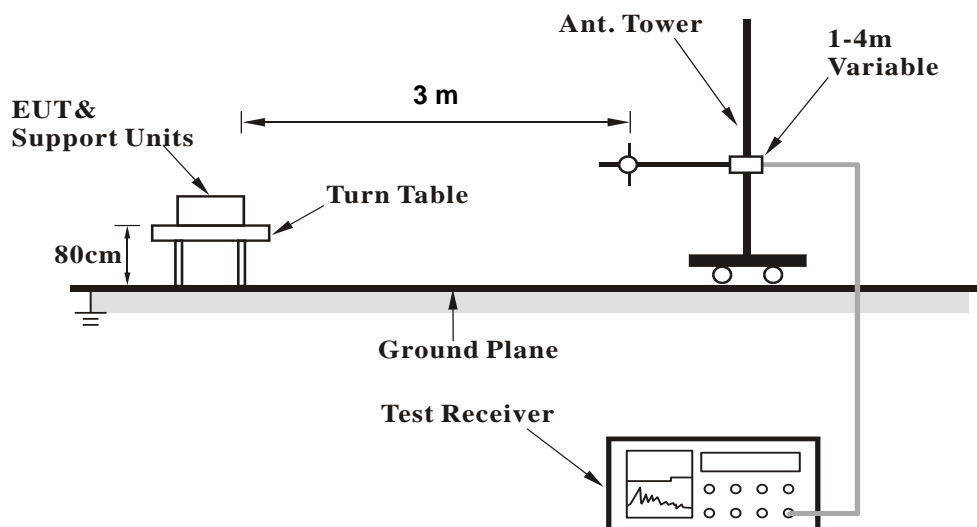 Ant. Tower
1-4m
Variable
3 m
EUT&
Support Units
Turn Table
80cm
Ground Plane
Test Receiver